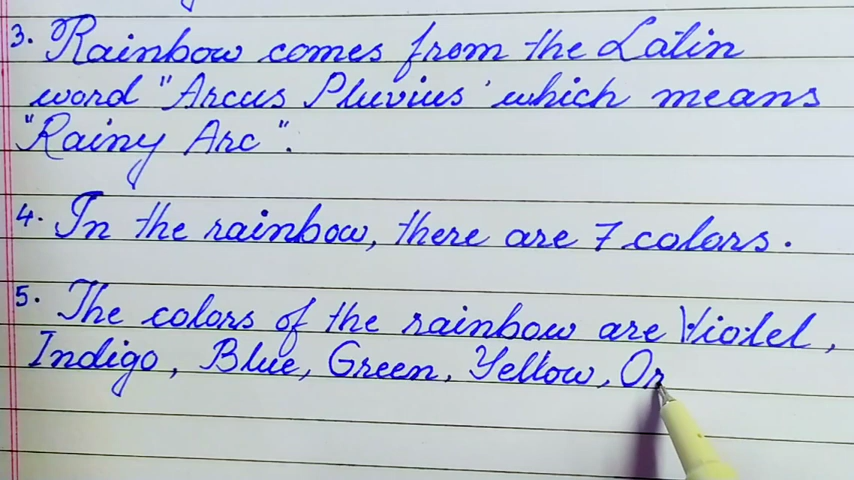 3. Rainbow comes from the Latin
word "Arcus Pluvius' which means
"Rainy Arc".
4. In the rainbow, there are 7 colors.
5. The colors of the rainbow are Violet,
Indigo, Blue, Green, Yellow, Or